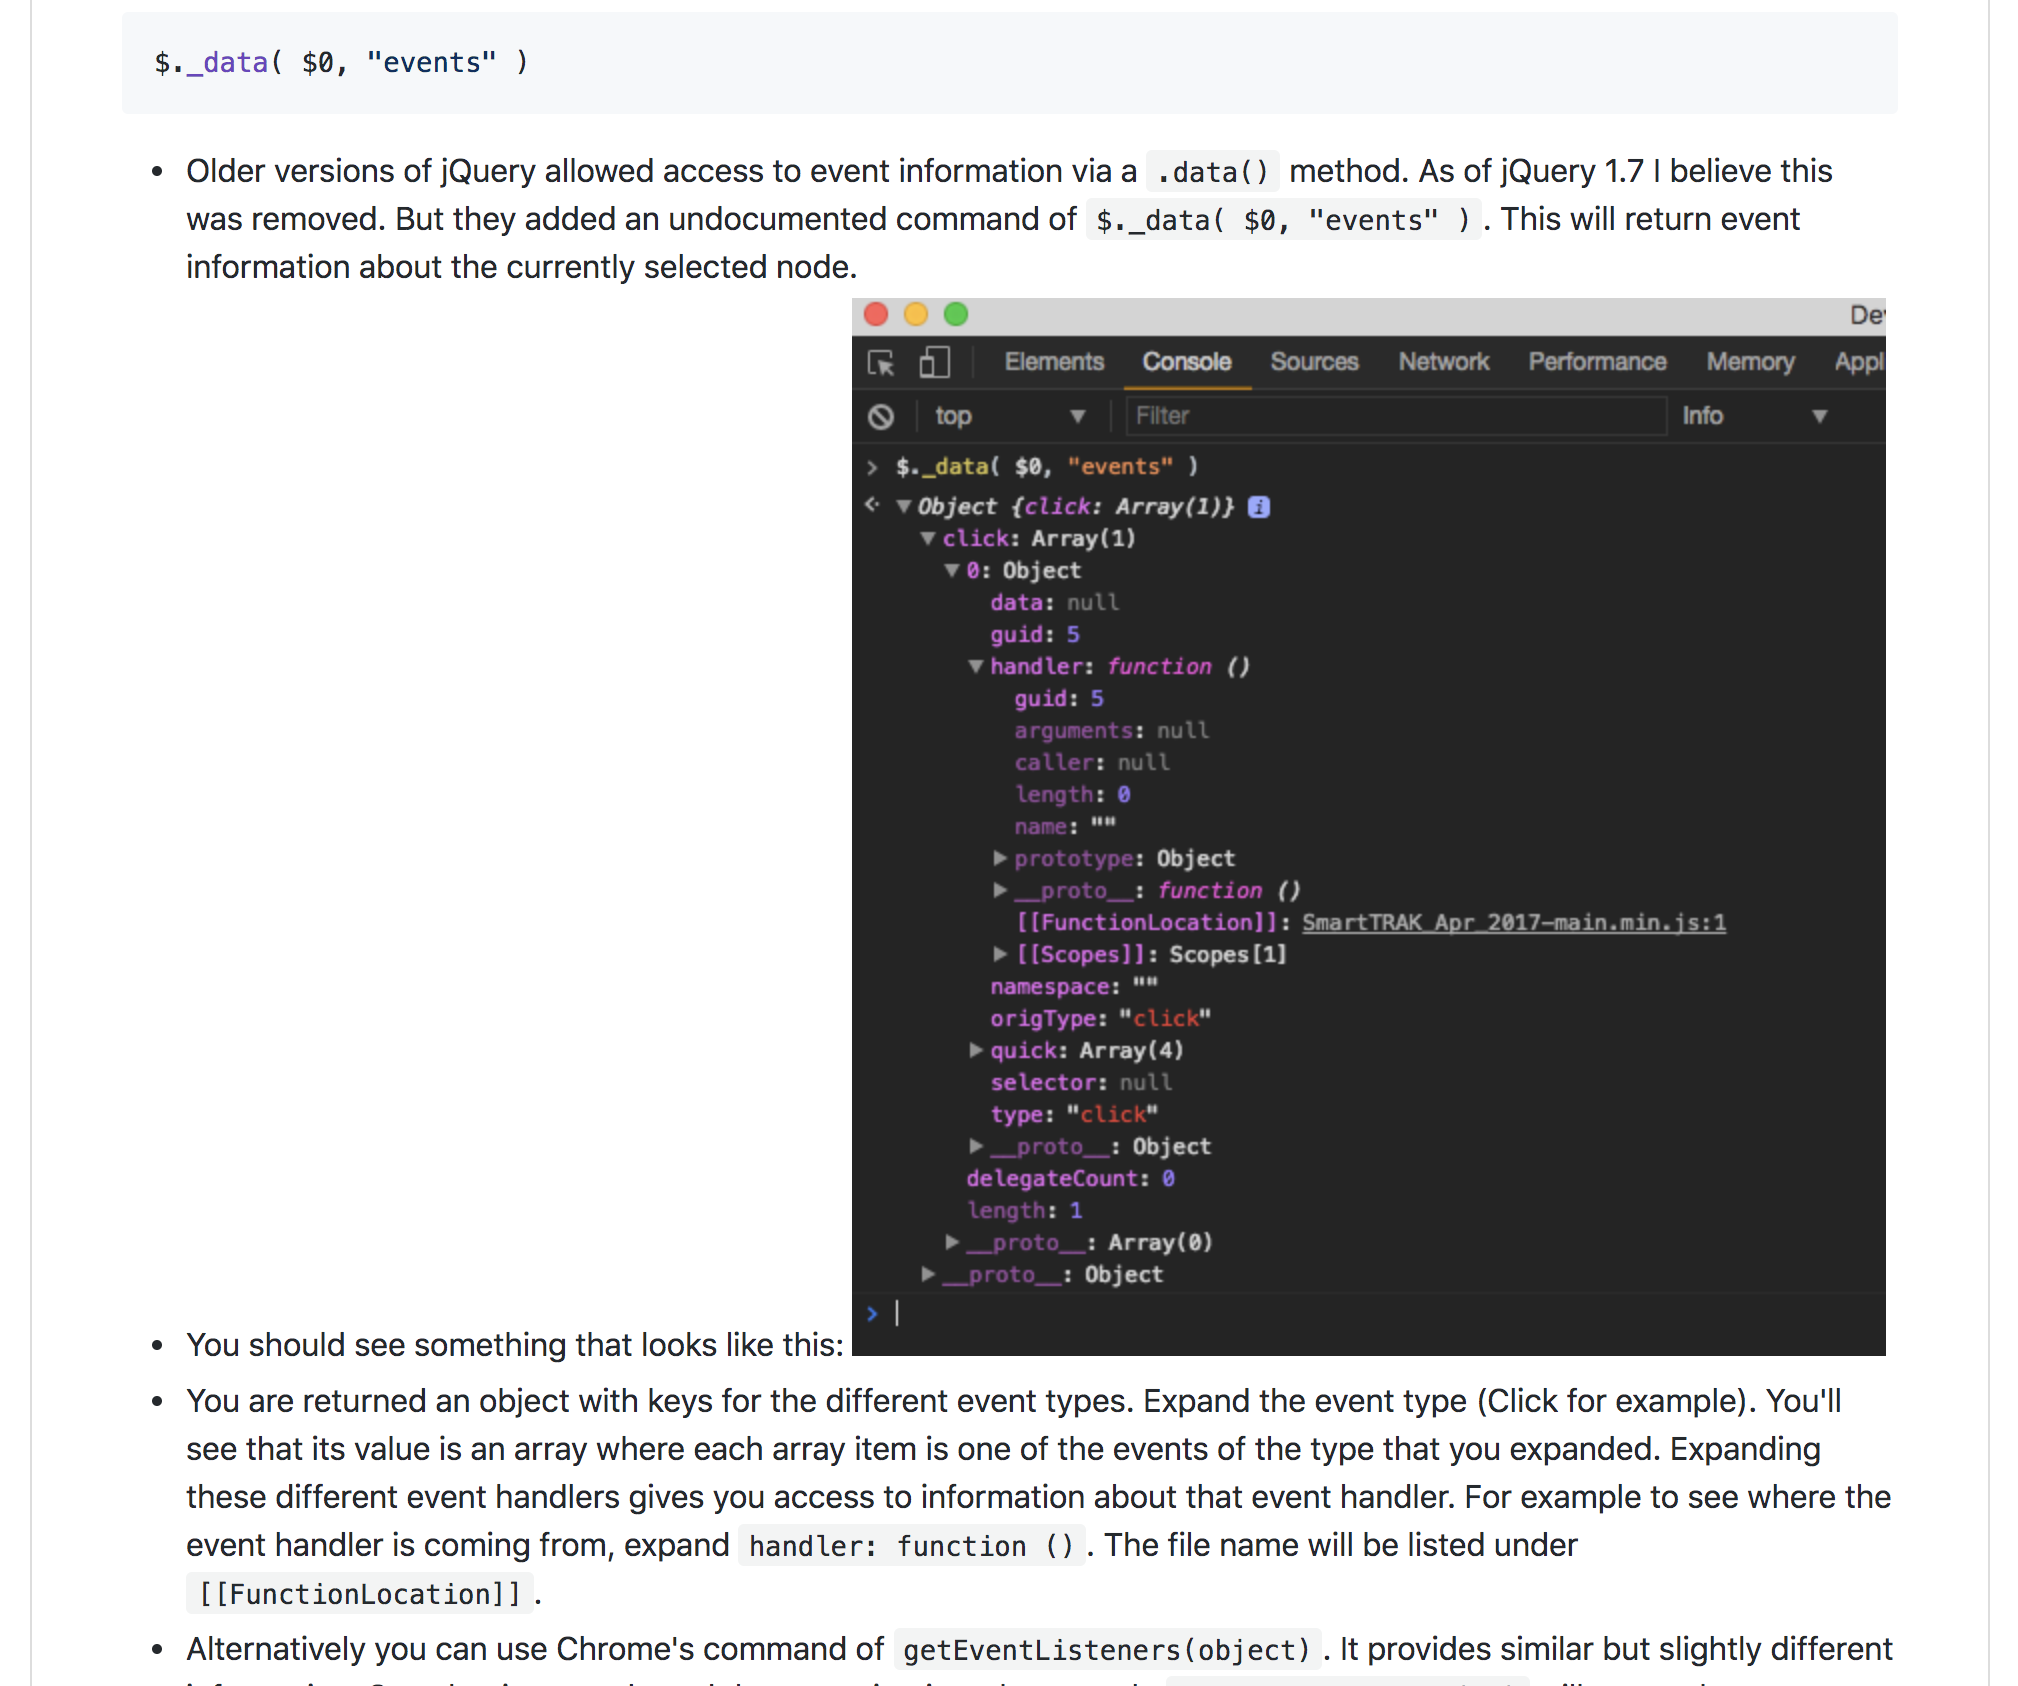 $._data( $0, "events" )
Older versions of jQuery allowed access to event information via a .data() method. As of jQuery 1.7 I believe this
was removed. But they added an undocumented command of $._data( $0, "events" ). This will return event
information about the currently selected node.
Elements Console Sources Network Performance Memory
top Filter Info
> $._data( $0, "events" )
Object {click: Array(1)} i
click: Array(1)
0: Object
data: null
guid: 5
handler: function ()
guid: 5
arguments: null
caller: null
length: 0
name: ""
prototype: Object
__proto__: function ()
[[FunctionLocation]]: SmartTRAK_Apr_2017-main.min.js:1
[[Scopes]]: Scopes[1]
namespace: ""
origType: "click"
quick: Array(4)
selector: null
type: "click"
__proto__: Object
delegateCount: 0
length: 1
__proto__: Array(0)
__proto__: Object
>
• You should see something that looks like this:
• You are returned an object with keys for the different event types. Expand the event type (Click for example). You'll
see that its value is an array where each array item is one of the events of the type that you expanded. Expanding
these different event handlers gives you access to information about that event handler. For example to see where the
event handler is coming from, expand handler: function (). The file name will be listed under
[[FunctionLocation]].
• Alternatively you can use Chrome's command of getEventListeners(object). It provides similar but slightly different